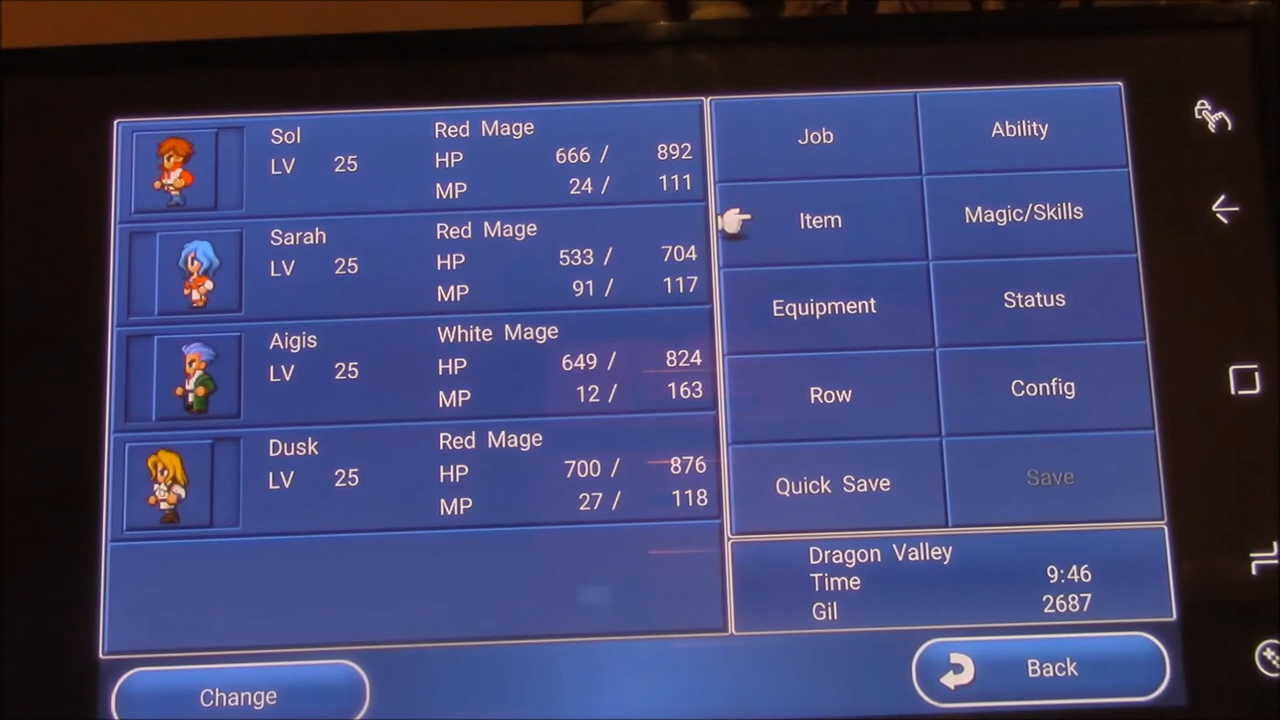 Sol Red Mage
LV 25 HP 666 / 892
MP 24 / 111
Sarah Red Mage
LV 25 HP 533 / 704
MP 91 / 117
Aigis White Mage
LV 25 HP 649 / 824
MP 12 / 163
Dusk Red Mage
LV 25 HP 700 / 876
MP 27 / 118
Job Ability
Item Magic/Skills
Equipment Status
Row Config
Quick Save Save
Dragon Valley
Time 9:46
Gil 2687
Change Back